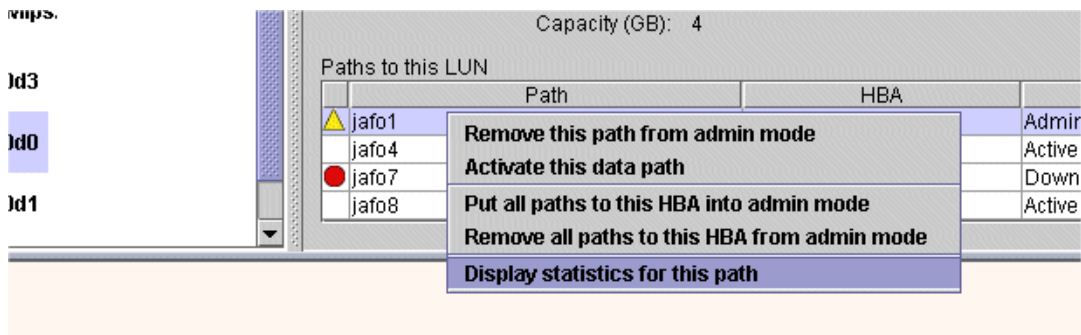 Capacity (GB): 4
Paths to this LUN
Path HBA
jafo1 Admin
jafo4 Active
jafo7 Down
jafo8 Active
Remove this path from admin mode
Activate this data path
Put all paths to this HBA into admin mode
Remove all paths to this HBA from admin mode
Display statistics for this path